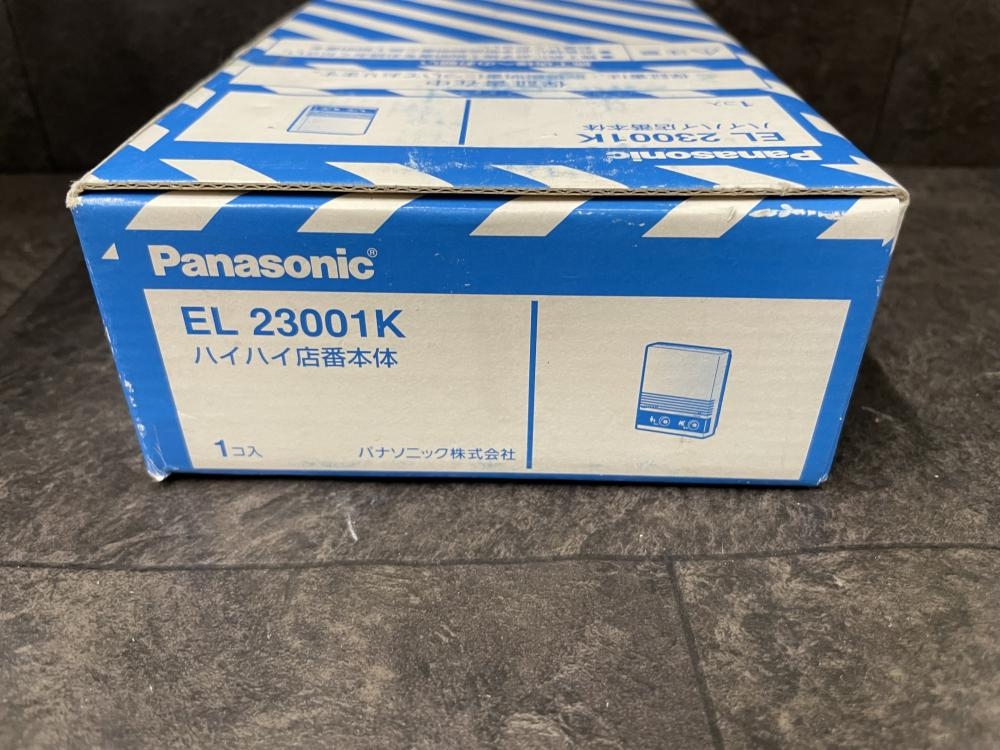 Panasonic®
EL 23001K
ハイハイ店番本体
1コ入
パナソニック株式会社
Panasonic
EL 23001K
ハイハイ店番本体
1コ入